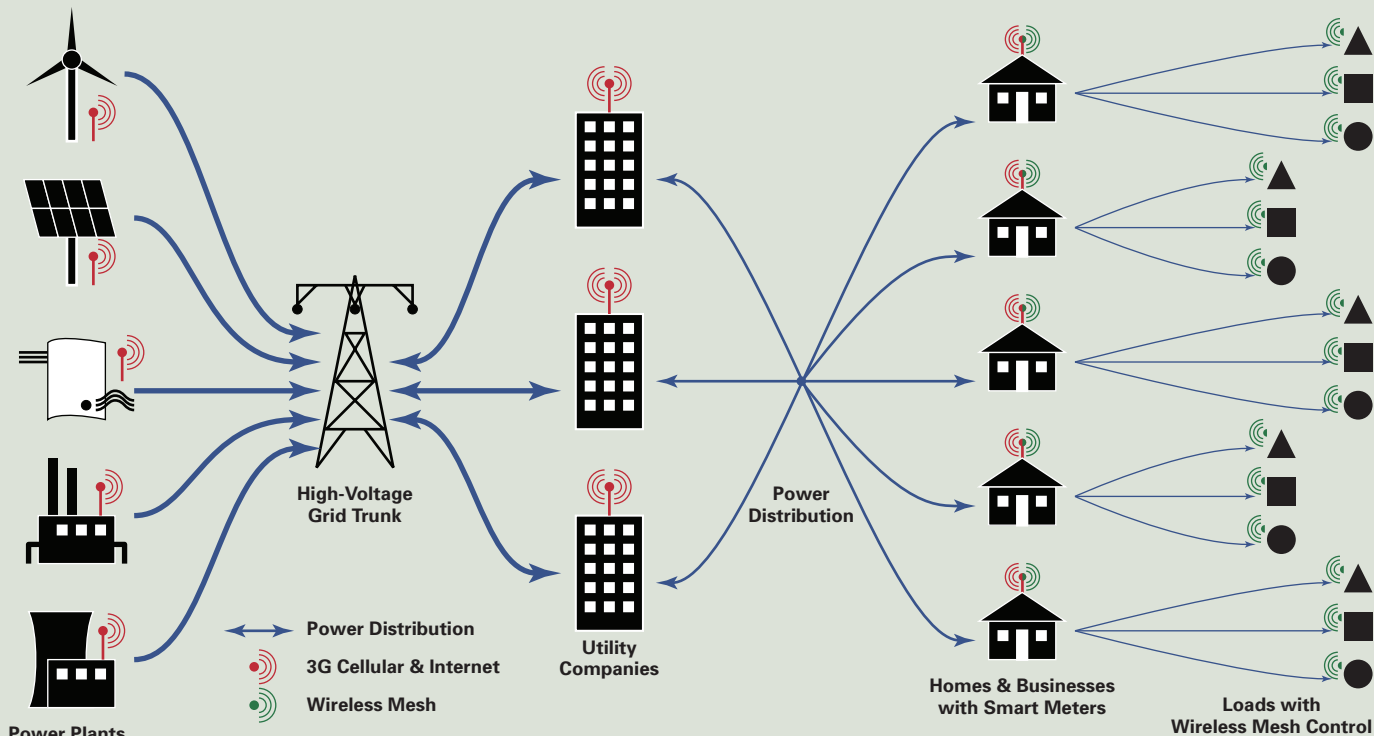 High-Voltage
Grid Trunk
Power
Distribution
Power Distribution
3G Cellular & Internet
Wireless Mesh
Utility
Companies
Homes & Businesses
with Smart Meters
Loads with
Wireless Mesh Control
Power Plants